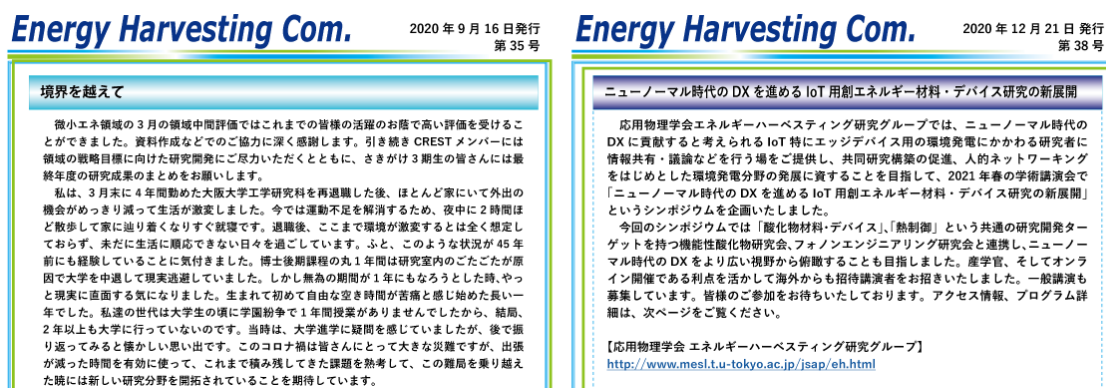 Energy Harvesting Com.
2020 年 9 月 16 日発行
第 35 号
境界を越えて
微小エネ領域の 3 月の領域中間評価ではこれまでの皆様の活躍のお蔭で高い評価を受けるこ
とができました。資料作成などでのご協力に深く感謝します。引き続き CREST メンバーには
領域の戦略目標に向けた研究開発にご尽力いただくとともに、さきがけ 3 期生の皆さんには最
終年度の研究成果のまとめをお願いします。
私は、3 月末に 4 年間勤めた大阪大学工学研究科を再退職した後、ほとんど家にいて外出の
機会がめっきり減って生活が激変しました。今では運動不足を解消するため、夜中に 2 時間ほ
ど散歩して家に辿り着くなりすぐ就寝です。退職後、ここまで環境が激変するとは全く想定し
ておらず、未だに生活に順応できない日々を過ごしています。ふと、このような状況が 45 年
前にも経験していることに気付きました。博士後期課程の丸 1 年間は研究室内のごたごたが原
因で大学を中退して現実逃避していました。しかし無為の期間が 1 年にもなろうとした時、やっ
と現実に直面する気になりました。生まれて初めて自由な空き時間が苦痛と感じ始めた長い一
年でした。私達の世代は大学生の頃に学園紛争で 1 年間授業がありませんでしたから、結局、
2 年以上も大学に行っていないのです。当時は、大学進学に疑問を感じていましたが、後で振
り返ってみると懐かしい思い出です。このコロナ禍は皆さんにとって大きな災難ですが、出張
が減った時間を有効に使って、これまで積み残してきた課題を熟考して、この難局を乗り越え
た暁には新しい研究分野を開拓されていることを期待しています。
Energy Harvesting Com.
2020 年 12 月 21 日 発行
第 38 号
ニューノーマル時代の DX を進める IoT 用創エネルギー材料・デバイス研究の新展開
応用物理学会エネルギーハーベスティング研究グループでは、ニューノーマル時代の
DX に貢献すると考えられる IoT 特にエッジデバイス用の環境発電にかかわる研究者に
情報共有・議論などを行う場をご提供し、共同研究構築の促進、人的ネットワーキング
をはじめとした環境発電分野の発展に資することを目指して、2021 年春の学術講演会で
「ニューノーマル時代の DX を進める IoT 用創エネルギー材料・デバイス研究の新展開」
というシンポジウムを企画いたしました。
今回のシンポジウムでは「酸化物材料・デバイス」、「熱制御」という共通の研究開発ター
ゲットを持つ機能性酸化物研究会、フォノンエンジニアリング研究会と連携し、ニューノー
マル時代の DX をより広い視野から俯瞰することも目指しました。産学官、そしてオンラ
イン開催である利点を活かして海外からも招待講演者をお招きいたしました。一般講演も
募集しています。皆様のご参加をお待ちいたしております。アクセス情報、プログラム詳
細は、次ページをご覧ください。
【応用物理学会 エネルギーハーベスティング研究グループ】
http://www.mesl.t.u-tokyo.ac.jp/jsap/eh.html